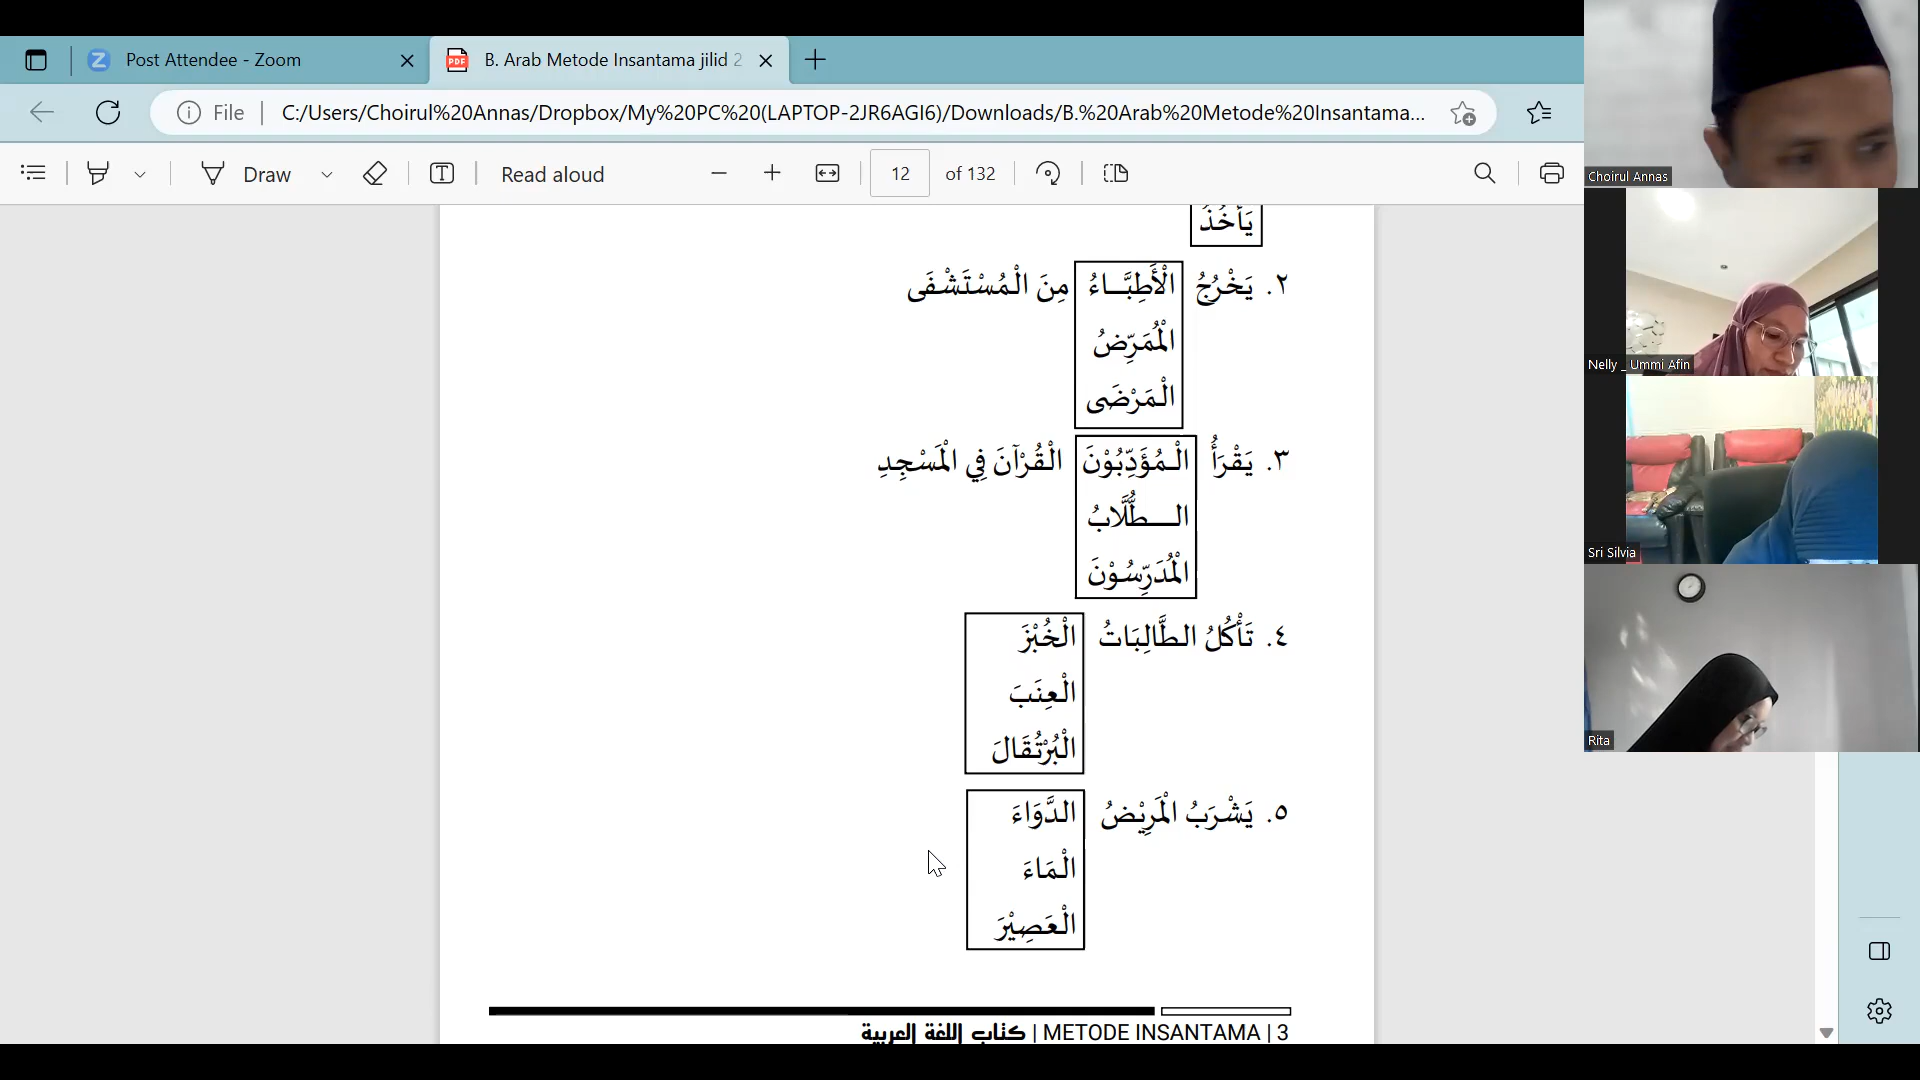 Post Attendee - Zoom
B. Arab Metode Insantama jilid 2
File
C:/Users/Choirul%20Annas/Dropbox/My%20PC%20(LAPTOP-2JR6AGI6)/Downloads/B.%20Arab%20Metode%20Insantama...
Draw
Read aloud
12 of 132
يَأْخُذُ
٢. يَخْرُجُ الْأَطِبَّاءُ مِنَ الْمُسْتَشْفَى
الْمُمَرِّضُ
الْمَرْضَى
٣. يَقْرَأُ الْمُؤَدِّبُوْنَ الْقُرْآنَ فِي الْمَسْجِدِ
الطُّلَّابُ
الْمُدَرِّسُوْنَ
٤. تَأْكُلُ الطَّالِبَاتُ الْخُبْزَ
الْعِنَبَ
الْبُرْتُقَالَ
٥. يَشْرَبُ الْمَرِيْضُ الدَّوَاءَ
الْمَاءَ
الْعَصِيْرَ
كتاب اللغة العربية | METODE INSANTAMA | 3
Choirul Annas
Nelly _ Ummi Afin
Sri Silvia
Rita